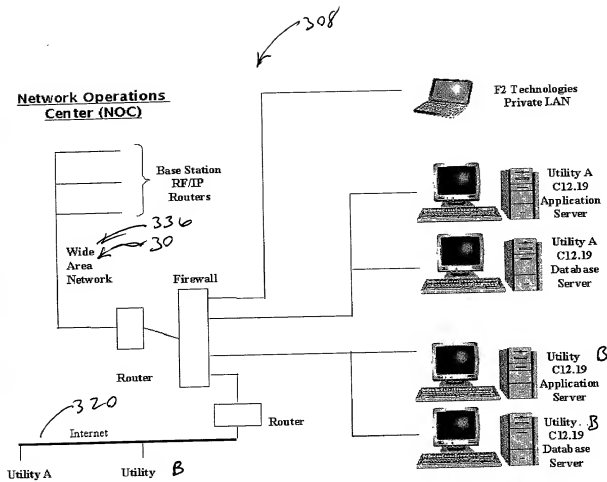 308
Network Operations
Center (NOC)
F2 Technologies
Private LAN
Base Station
RF/IP
Routers
Utility A
C12.19
Application
Server
336
30
Wide
Area
Network
Utility A
C12.19
Database
Server
Firewall
Router
Utility B
C12.19
Application
Server
320
Internet
Router
Utility. B
C12.19
Database
Server
Utility A
Utility B